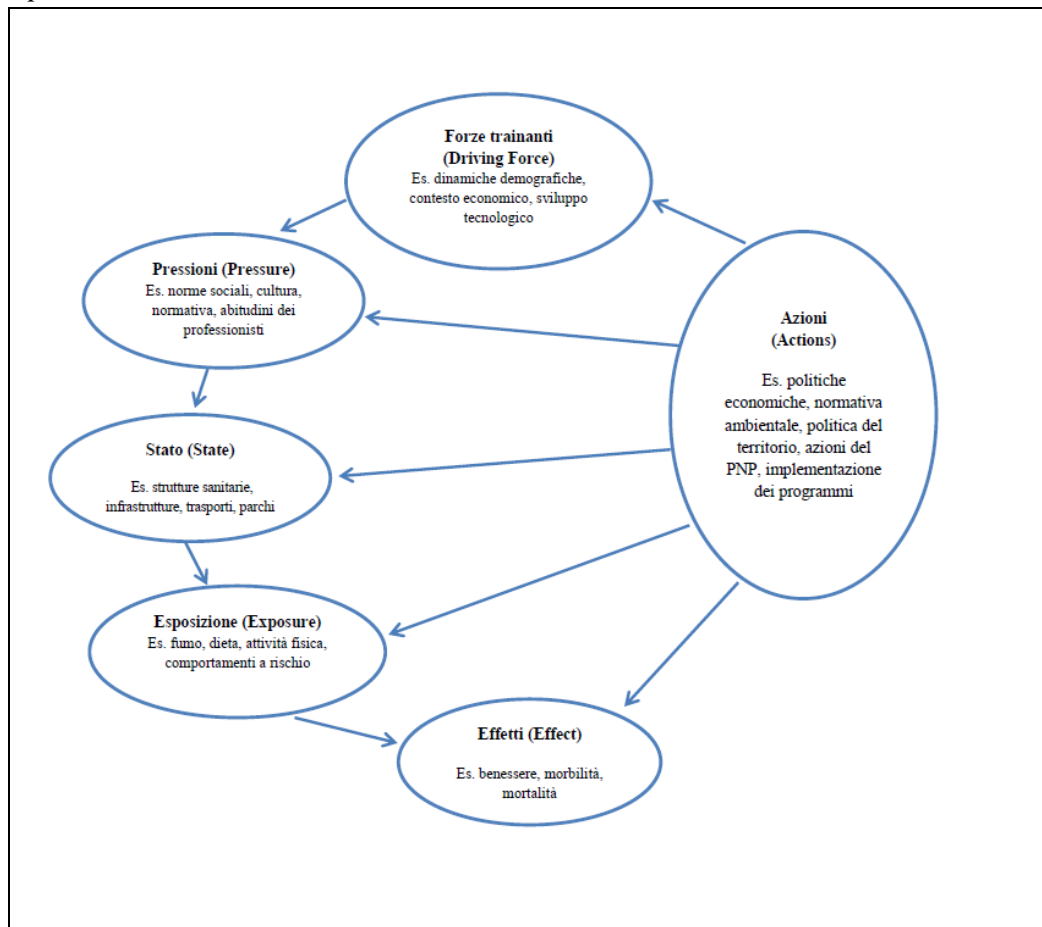 Forze trainanti
(Driving Force)
Es. dinamiche demografiche,
contesto economico, sviluppo
tecnologico
Pressioni (Pressure)
Es. norme sociali, cultura,
normativa, abitudini dei
professionisti
Azioni
(Actions)
Es. politiche
economiche, normativa
ambientale, politica del
territorio, azioni del
PNP, implementazione
dei programmi
Stato (State)
Es. strutture sanitarie,
infrastrutture, trasporti, parchi
Esposizione (Exposure)
Es. fumo, dieta, attività fisica,
comportamenti a rischio
Effetti (Effect)
Es. benessere, morbilità,
mortalità